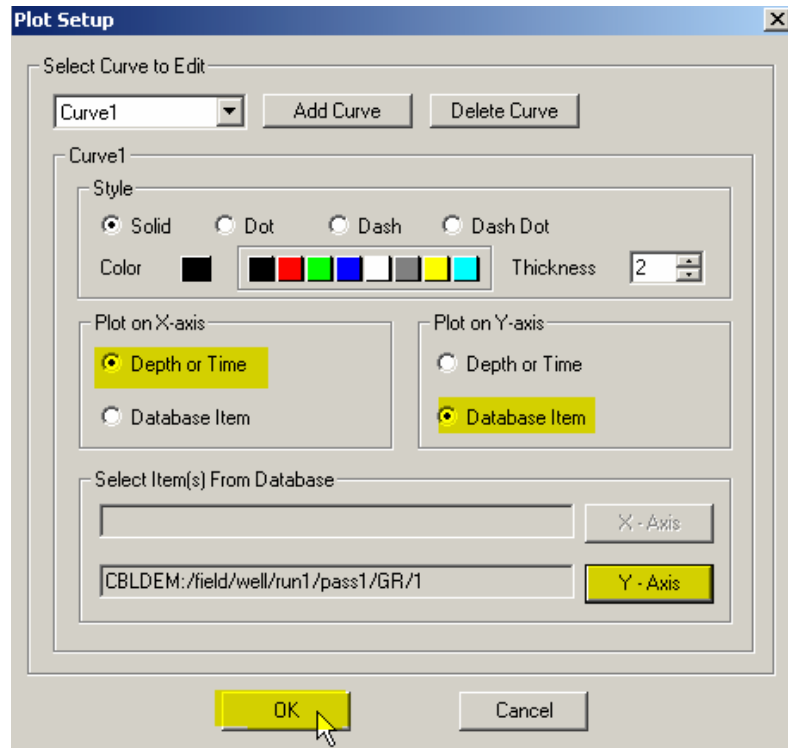 Plot Setup
Select Curve to Edit
Curve1 Add Curve Delete Curve
Curve1
Style
Solid Dot Dash Dash Dot
Color Thickness 2
Plot on X-axis Plot on Y-axis
Depth or Time Depth or Time
Database Item Database Item
Select Item(s) From Database
X - Axis
CBLDEM:/field/well/run1/pass1/GR/1 Y - Axis
OK Cancel